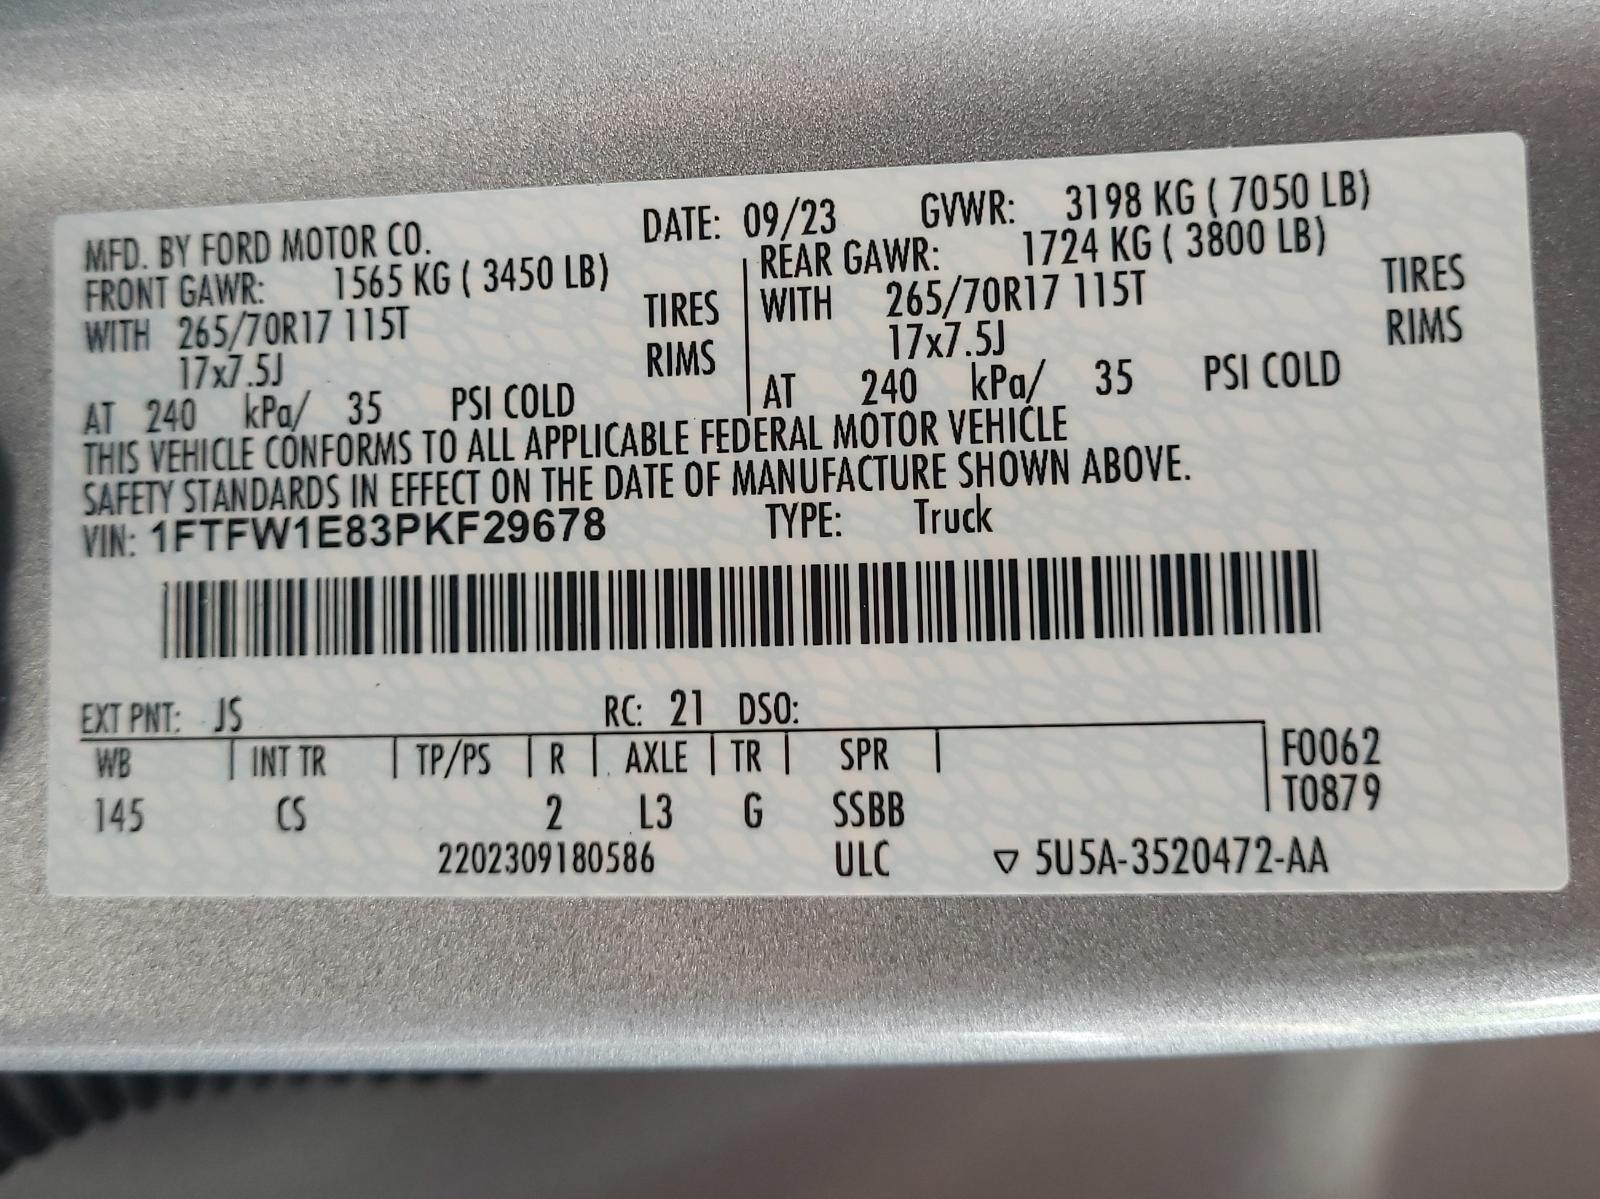 MFD. BY FORD MOTOR CO. DATE: 09/23 GVWR: 3198 KG ( 7050 LB)
FRONT GAWR: 1565 KG ( 3450 LB) REAR GAWR: 1724 KG ( 3800 LB)
WITH 265/70R17 115T TIRES WITH 265/70R17 115T TIRES
17x7.5J RIMS 17x7.5J RIMS
AT 240 kPa/ 35 PSI COLD AT 240 kPa/ 35 PSI COLD
THIS VEHICLE CONFORMS TO ALL APPLICABLE FEDERAL MOTOR VEHICLE
SAFETY STANDARDS IN EFFECT ON THE DATE OF MANUFACTURE SHOWN ABOVE.
VIN: 1FTFW1E83PKF29678 TYPE: Truck
EXT PNT: JS RC: 21 DSO:
WB INT TR TP/PS R AXLE TR SPR F0062
145 CS 2 L3 G SSBB T0879
2202309180586 ULC ▽ 5U5A-3520472-AA